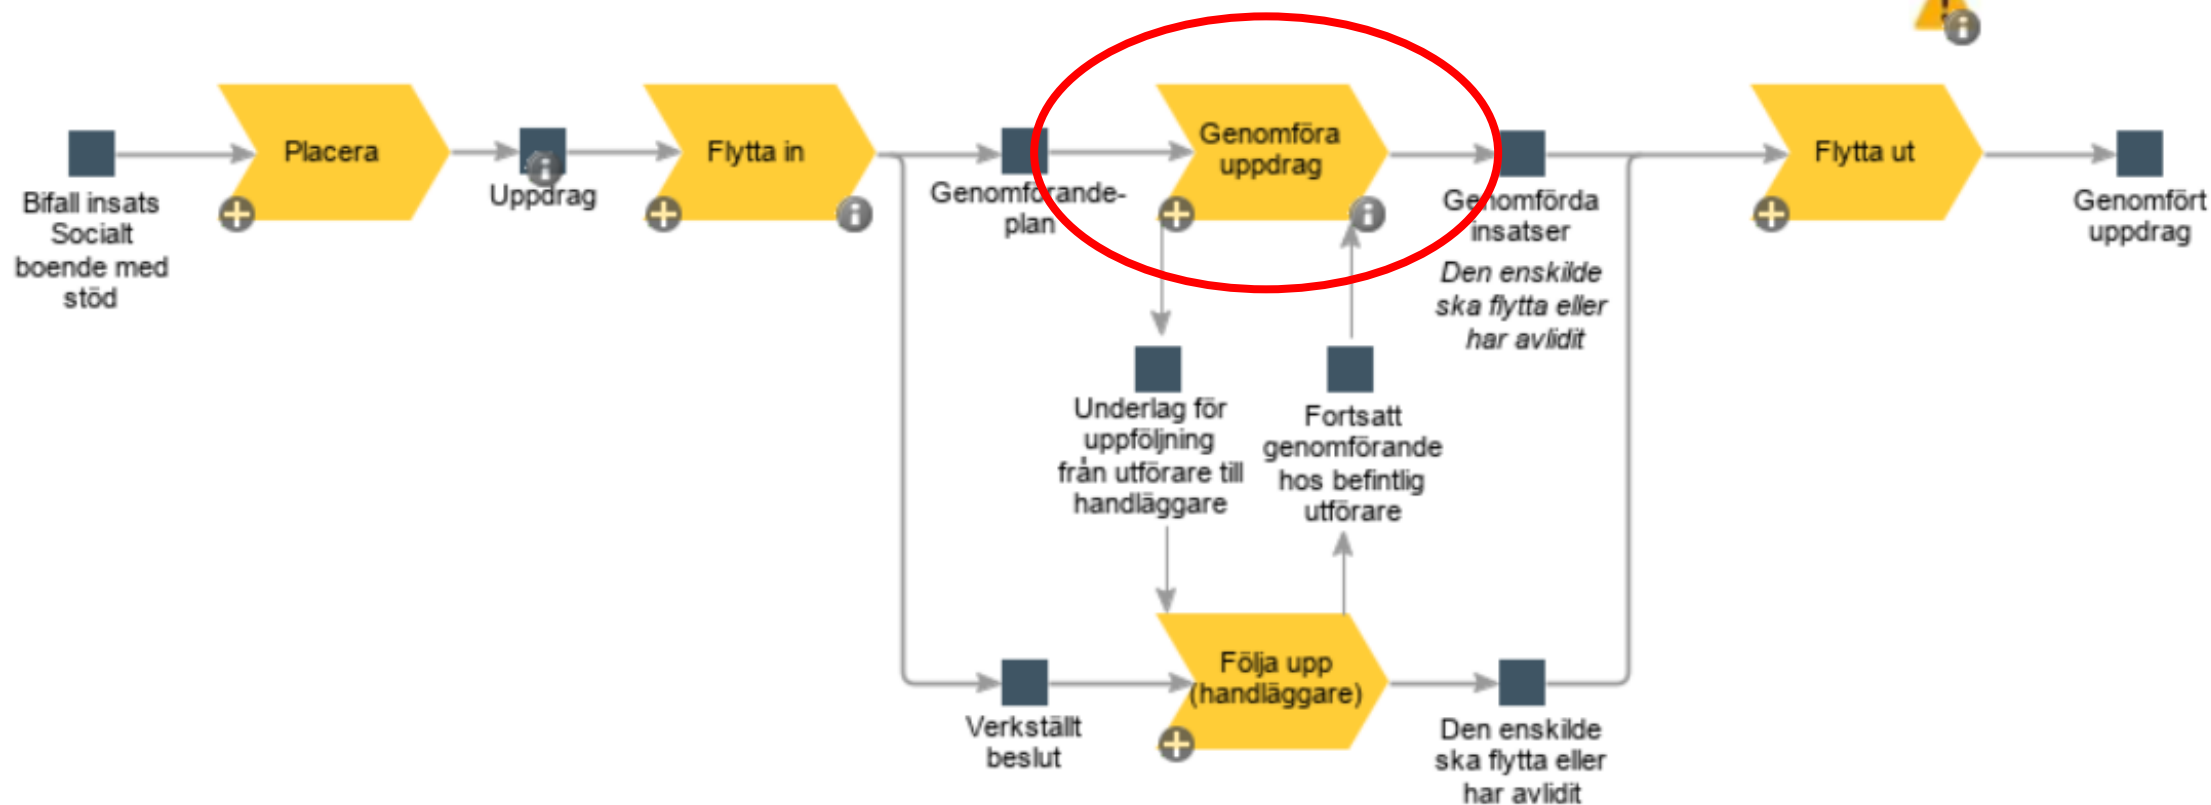 Placera
Flytta in
Genomföra
uppdrag
Flytta ut
Bifall insats
Socialt
boende med
stöd
Uppdrag
Genomförande-
plan
Genomförda
insatser
Den enskilde
ska flytta eller
har avlidit
Genomfört
uppdrag
Underlag för
uppföljning
från utförare till
handläggare
Fortsatt
genomförande
hos befintlig
utförare
Följa upp
(handläggare)
Verkställt
beslut
Den enskilde
ska flytta eller
har avlidit